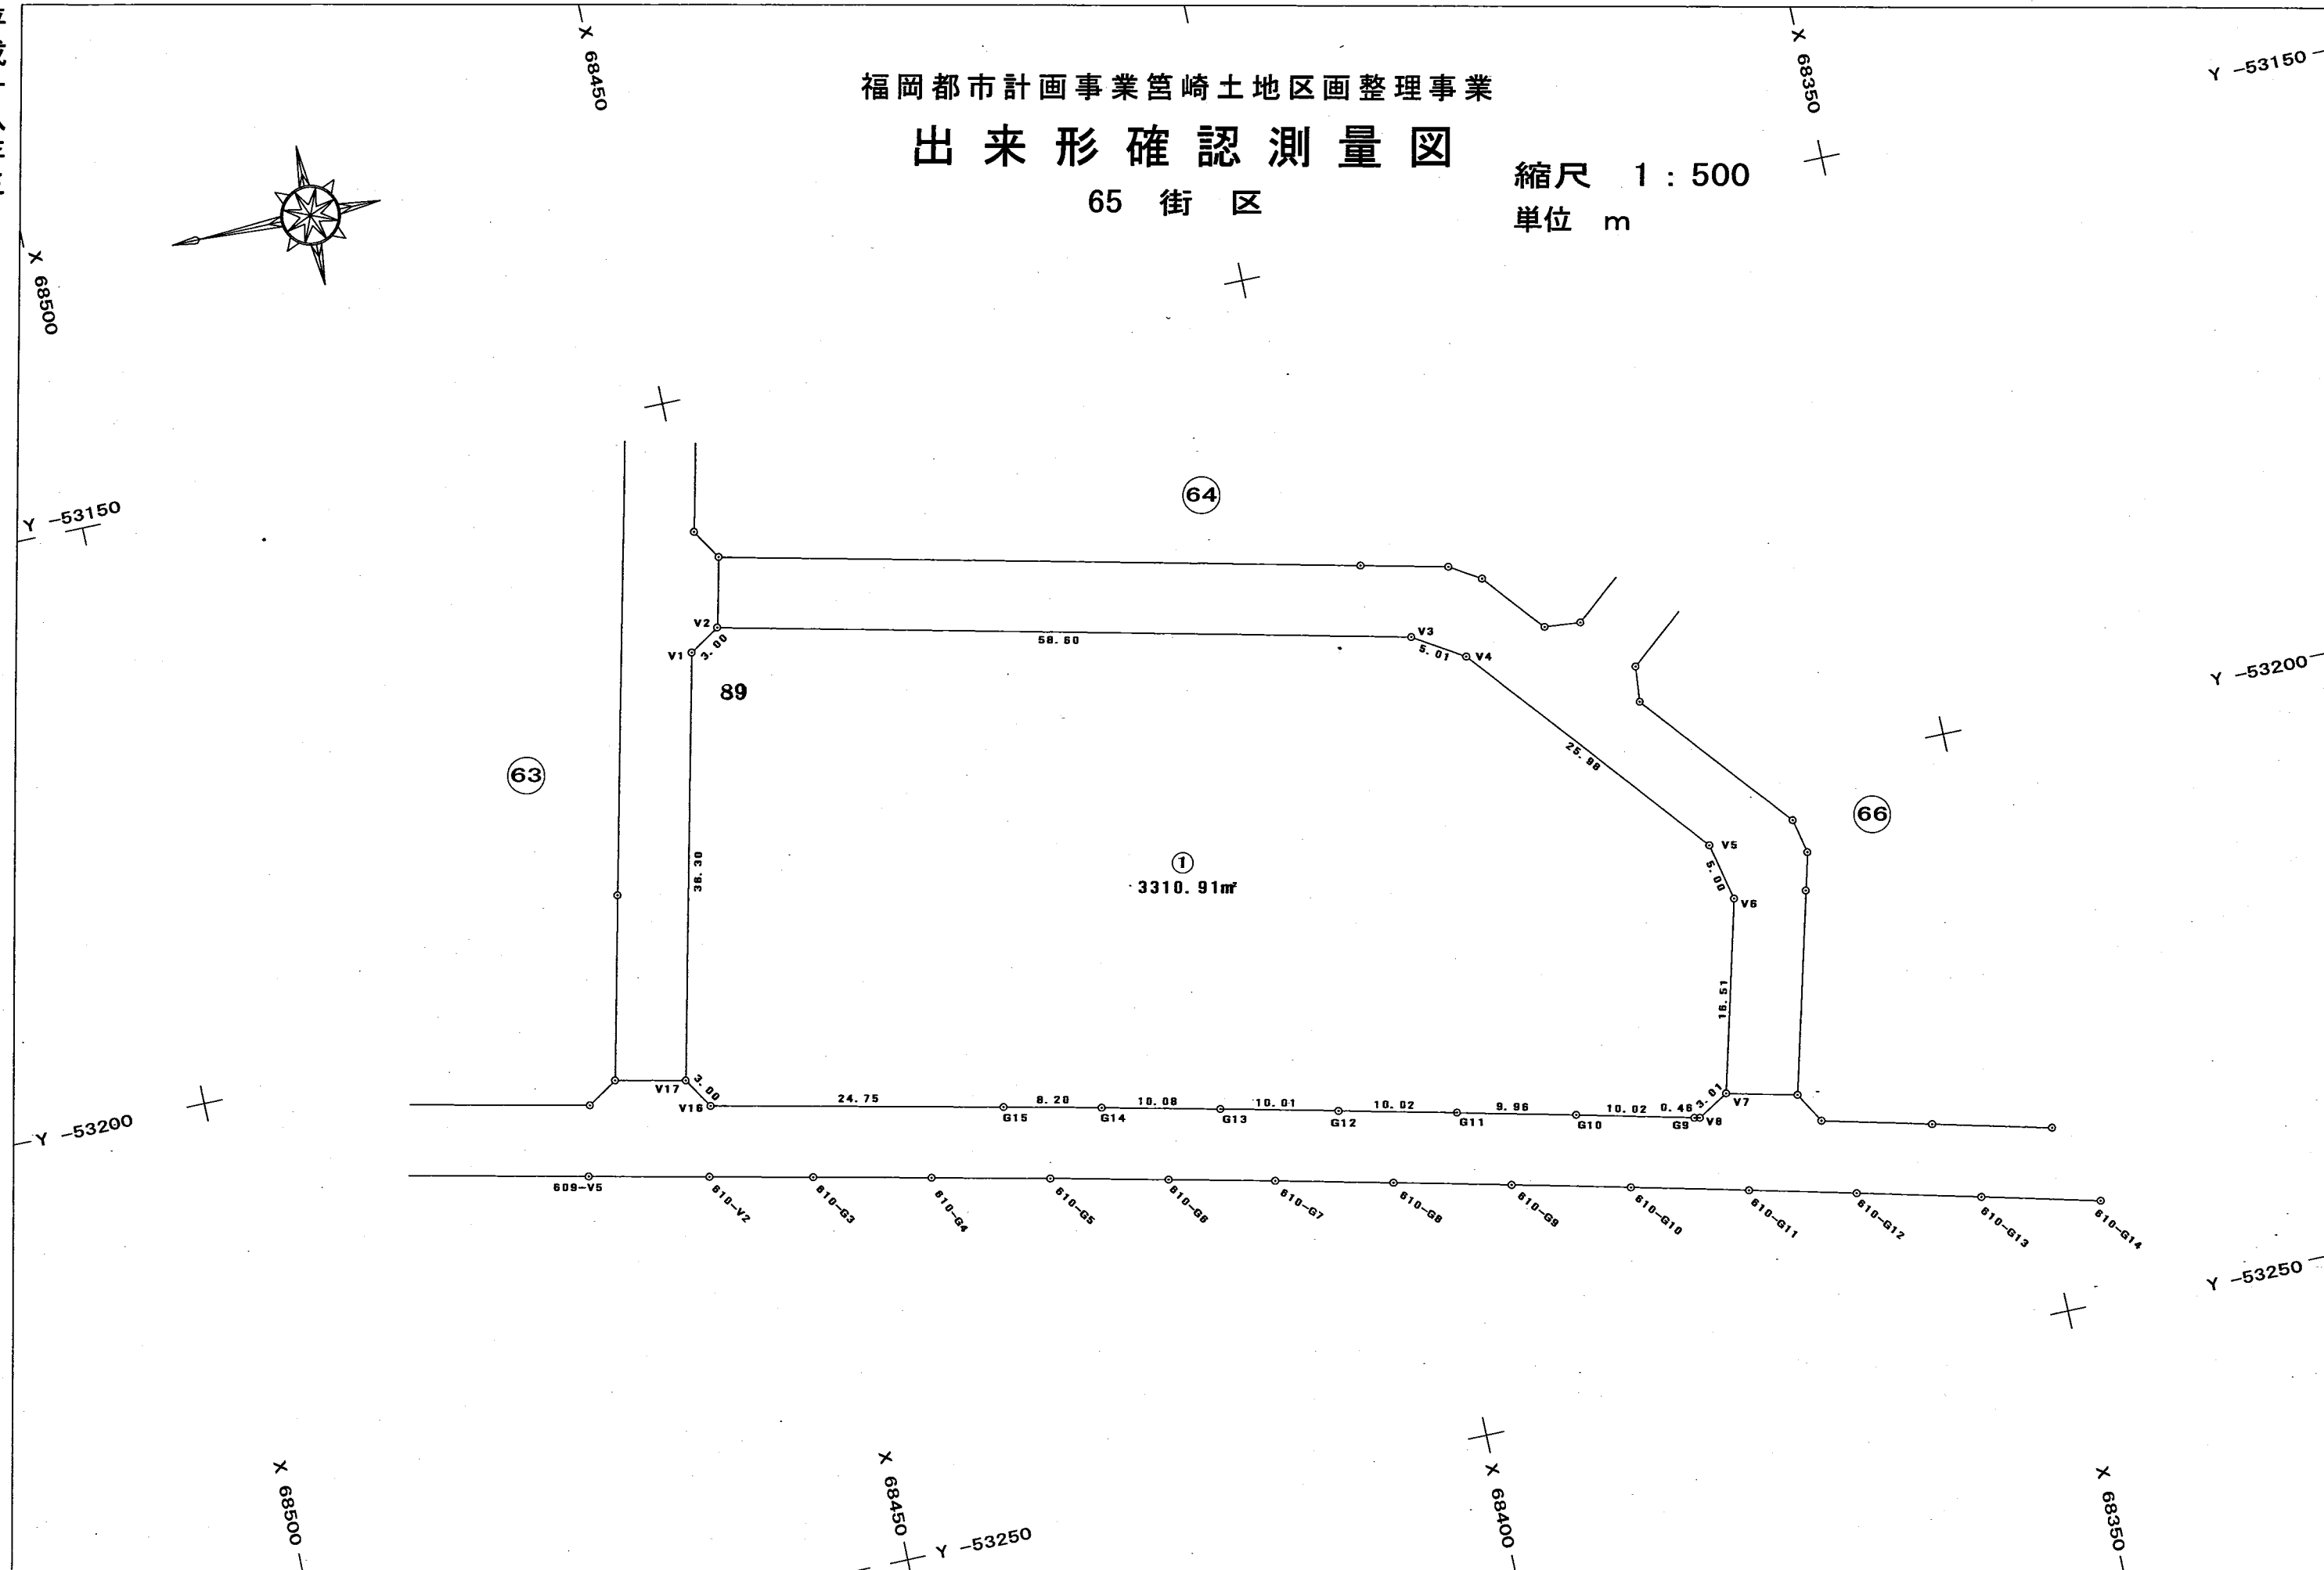 X 68450
X 68350
Y -53150
福岡都市計画事業筥崎土地区画整理事業
出来形確認測量図
65 街区
縮尺 1:500
単位 m
X 68500
64
Y -53150
V2
3.00
V1
58.60
V3
5.01
V4
Y -53200
89
63
25.98
66
V5
5.00
V6
36.30
1
3310.91㎡
16.51
V17
3.00
V16
24.75
G15
8.20
G14
10.08
G13
10.01
G12
10.02
G11
9.96
G10
10.02
G9
0.46
V8
3.01
V7
Y -53200
609-V5
610-V2
610-G3
610-G4
610-G5
610-G6
610-G7
610-G8
610-G9
610-G10
610-G11
610-G12
610-G13
610-G14
Y -53250
X 68500
X 68450
Y -53250
X 68400
X 68350